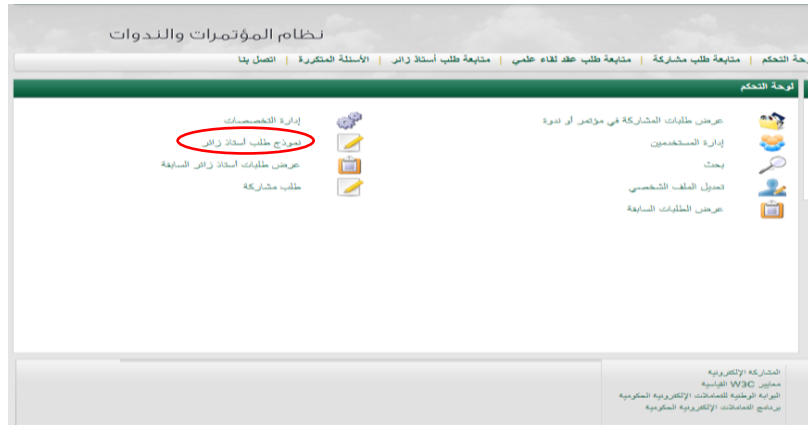 نظام المؤتمرات والندوات
حة التحكم | متابعة طلب مشاركة | متابعة طلب عقد لقاء علمي | متابعة طلب أستاذ زائر | الأسئلة المتكررة | اتصل بنا
لوحة التحكم
عرض طلبات المشاركة في مؤتمر أو ندوة
إدارة المستخدمين
بحث
تعديل الملف الشخصي
عرض الطلبات السابقة
إدارة التخصصات
نموذج طلب أستاذ زائر
عرض طلبات أستاذ زائر السابقة
طلب مشاركة
المشاركة الإلكترونية
معايير W3C القياسية
البوابة الوطنية للتعاملات الإلكترونية الحكومية
برنامج التعاملات الإلكترونية الحكومية